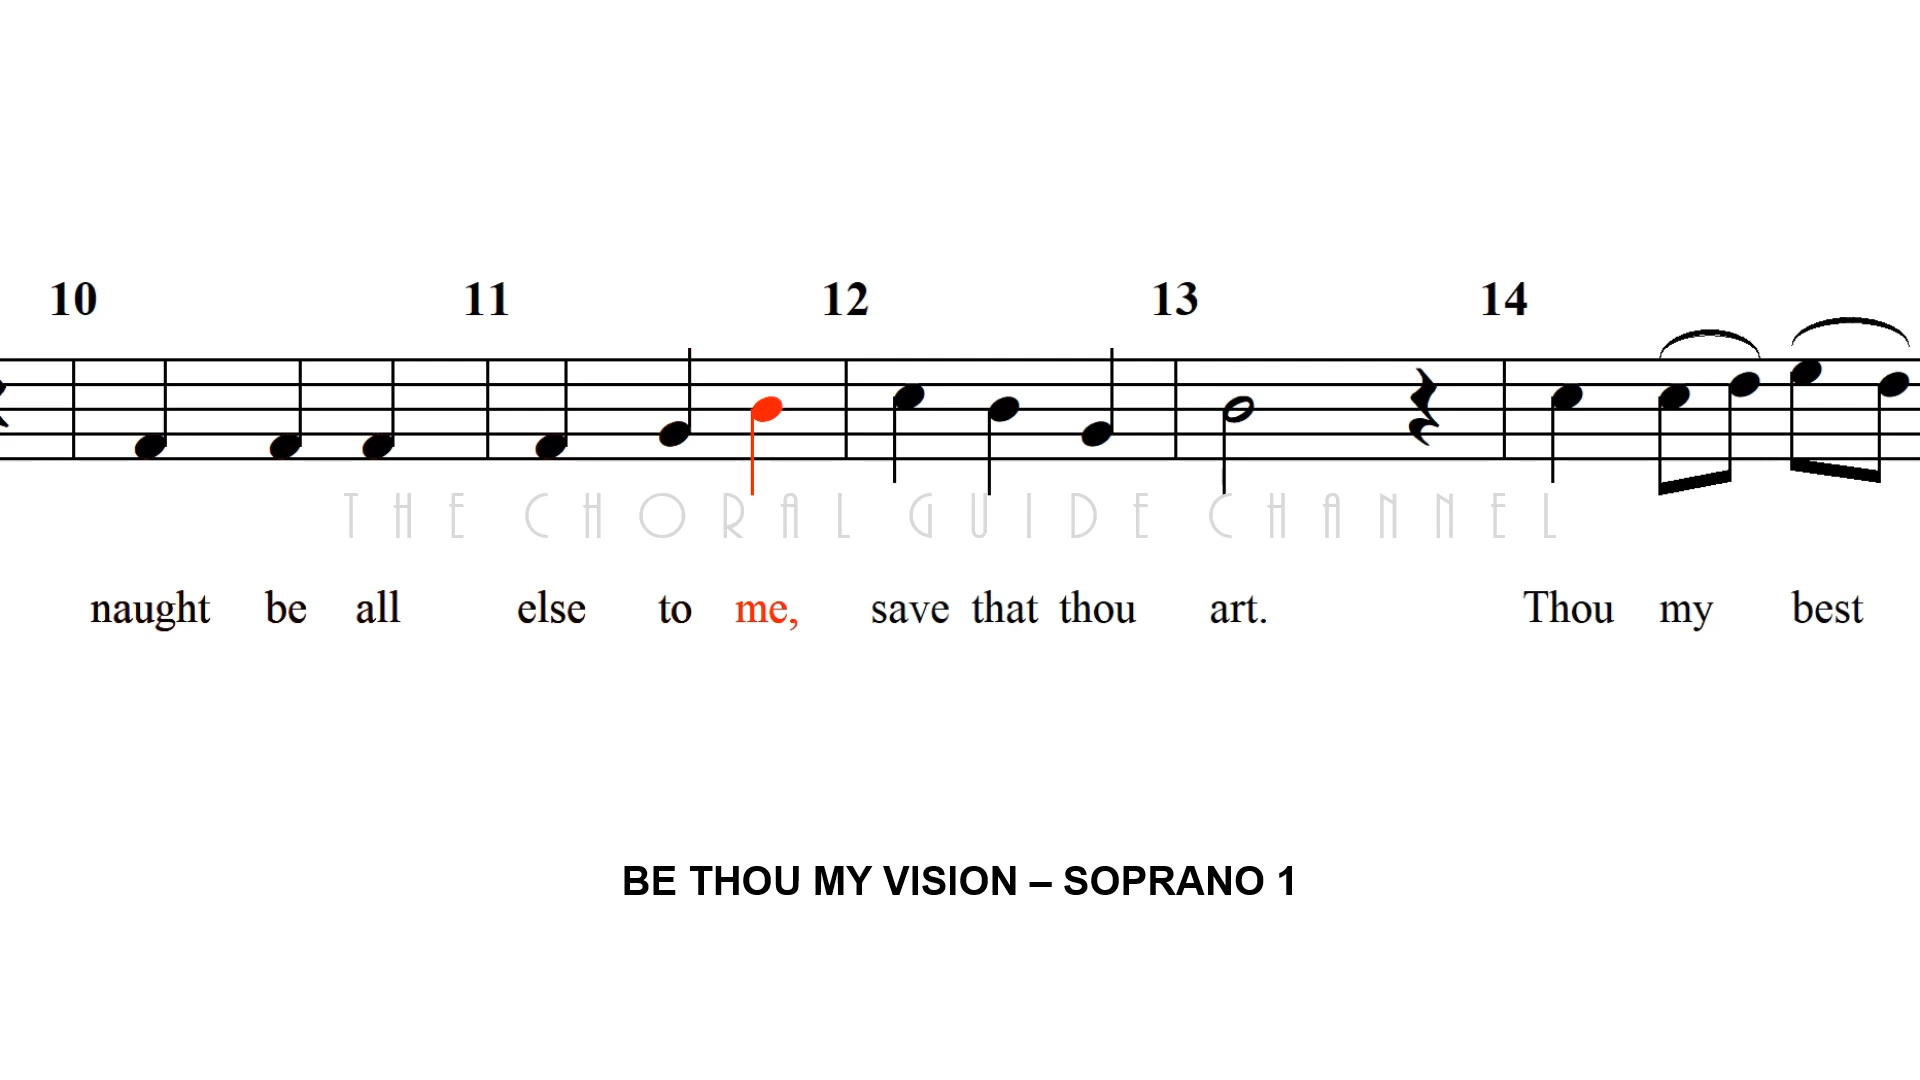 10 11 12 13 14
THE CHORAL GUIDE CHANNEL
naught be all else to me, save that thou art. Thou my best
BE THOU MY VISION – SOPRANO 1